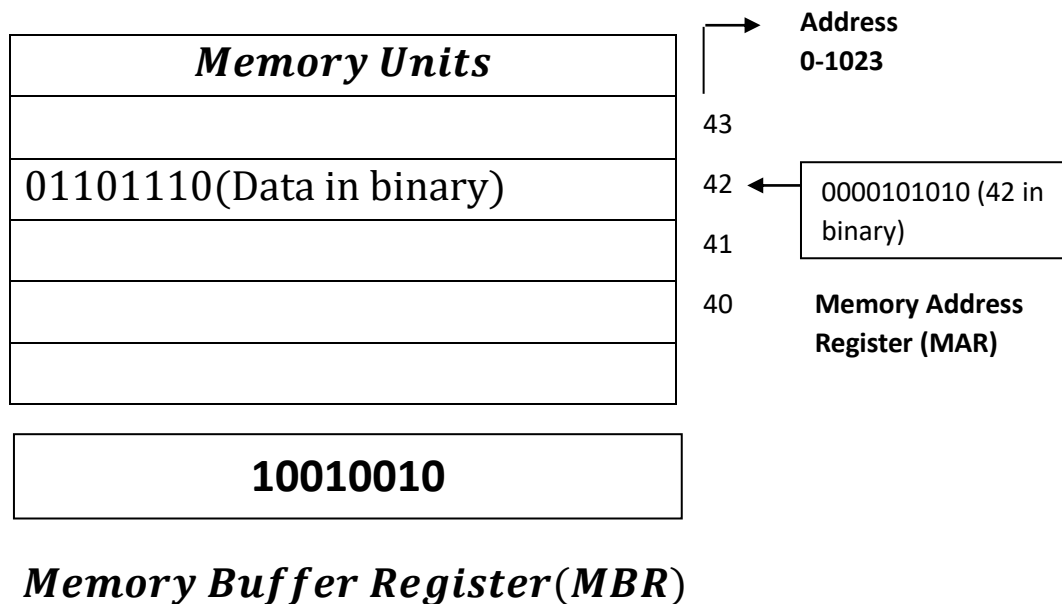 Address
0-1023
Memory Units
43
01101110(Data in binary)
42
0000101010 (42 in
binary)
41
40
Memory Address
Register (MAR)
10010010
Memory Buffer Register(MBR)